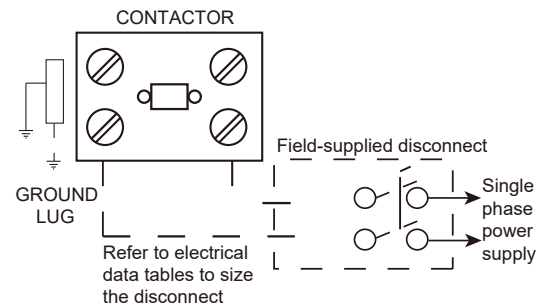 CONTACTOR
Field-supplied disconnect
GROUND
LUG
Single
phase
power
supply
Refer to electrical
data tables to size
the disconnect